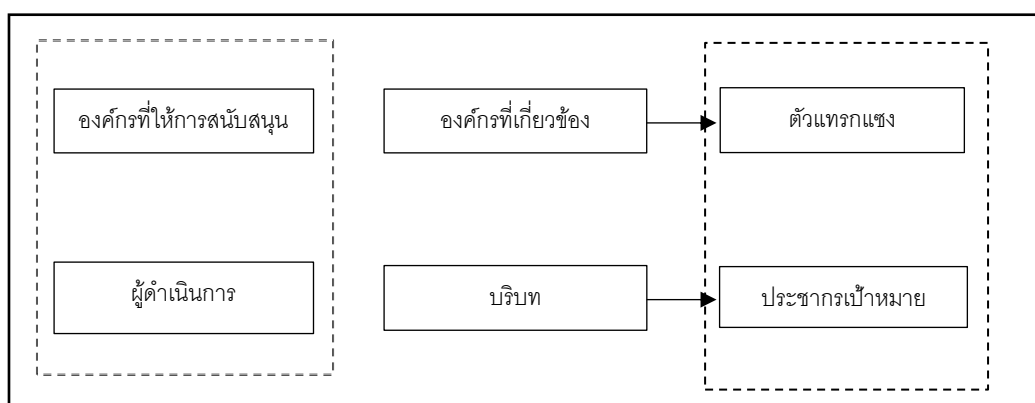 องค์กรที่ให้การสนับสนุน
องค์กรที่เกี่ยวข้อง
ตัวแทรกแซง
ผู้ดำเนินการ
บริบท
ประชากรเป้าหมาย